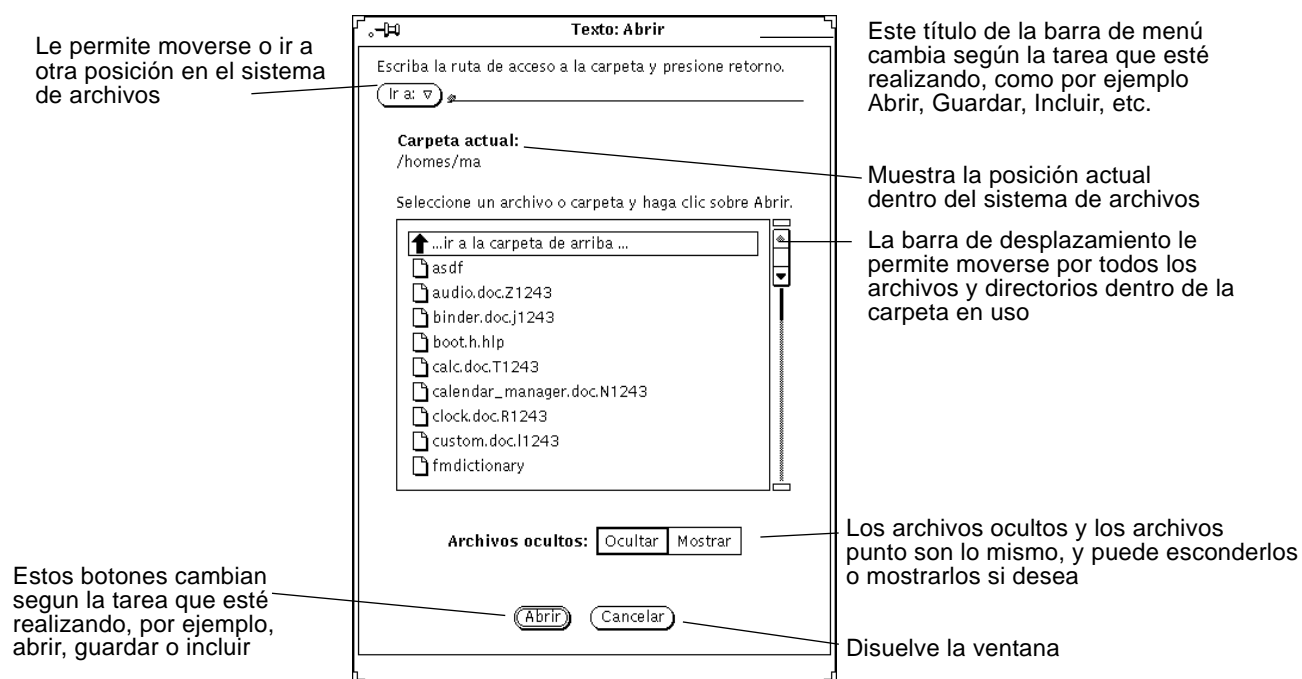 Le permite moverse o ir a
otra posición en el sistema
de archivos
Texto: Abrir
Este título de la barra de menú
cambia según la tarea que esté
realizando, como por ejemplo
Abrir, Guardar, Incluir, etc.
Escriba la ruta de acceso a la carpeta y presione retorno.
Ir a:
Carpeta actual:
/homes/ma
Muestra la posición actual
dentro del sistema de archivos
Seleccione un archivo o carpeta y haga clic sobre Abrir.
La barra de desplazamiento le
permite moverse por todos los
archivos y directorios dentro de la
carpeta en uso
...ir a la carpeta de arriba ...
asdf
audio.doc.Z1243
binder.doc.j1243
boot.h.hlp
calc.doc.T1243
calendar_manager.doc.N1243
clock.doc.R1243
custom.doc.l1243
fmdictionary
Archivos ocultos: Ocultar Mostrar
Los archivos ocultos y los archivos
punto son lo mismo, y puede esconderlos
o mostrarlos si desea
Estos botones cambian
segun la tarea que esté
realizando, por ejemplo,
abrir, guardar o incluir
Abrir Cancelar
Disuelve la ventana